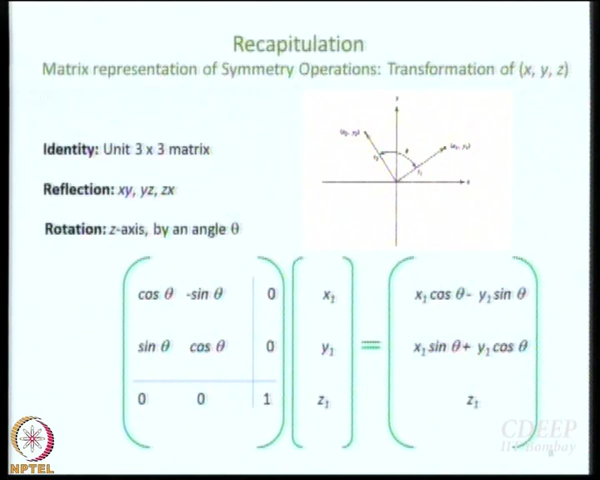 Recapitulation
Matrix representation of Symmetry Operations: Transformation of (x, y, z)
Identity: Unit 3 x 3 matrix
Reflection: xy, yz, zx
Rotation: z-axis, by an angle θ
cos θ -sin θ 0 x₁ x₁ cos θ - y₁ sin θ
sin θ cos θ 0 y₁ = x₁ sin θ + y₁ cos θ
0 0 1 z₁ z₁
CDEEP
IIT Bombay
NPTEL